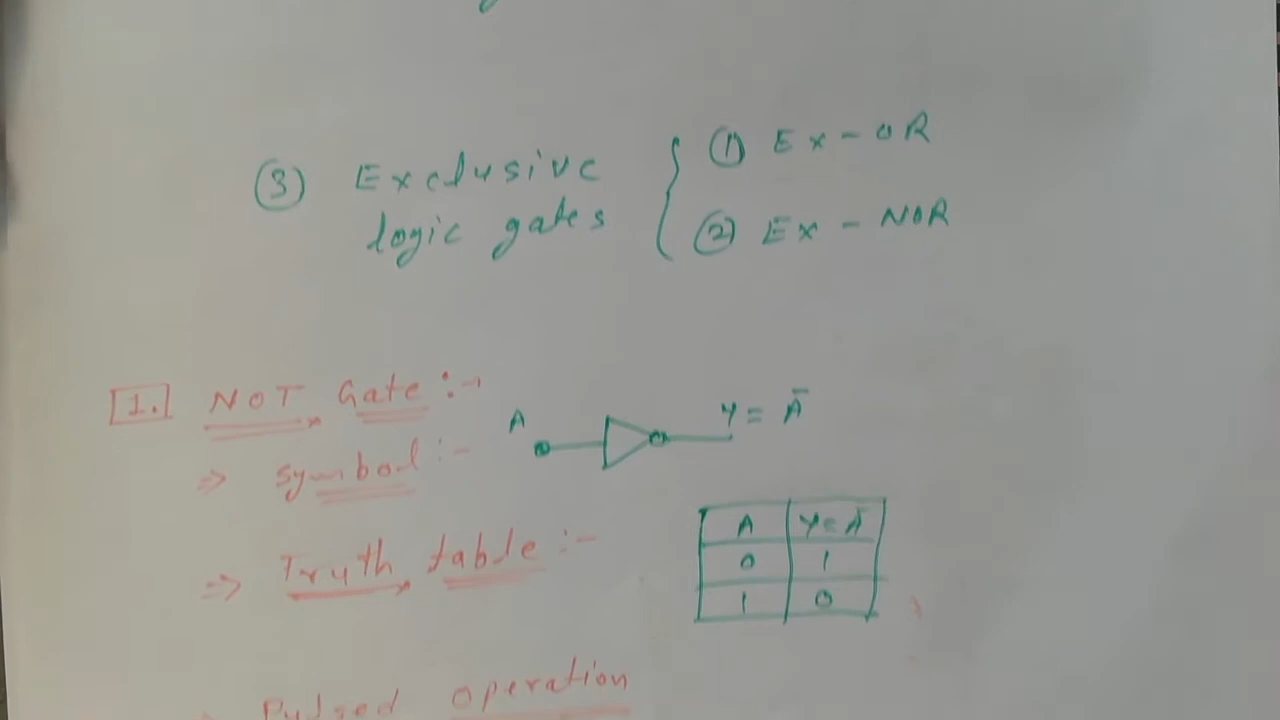 (3) Exclusive logic gates { (1) Ex - OR
(2) Ex - NOR
1. NOT Gate :-
⇒ symbol :- A Y = Ā
⇒ Truth table :-
A Y = Ā
0 1
1 0
⇒ Pulsed operation